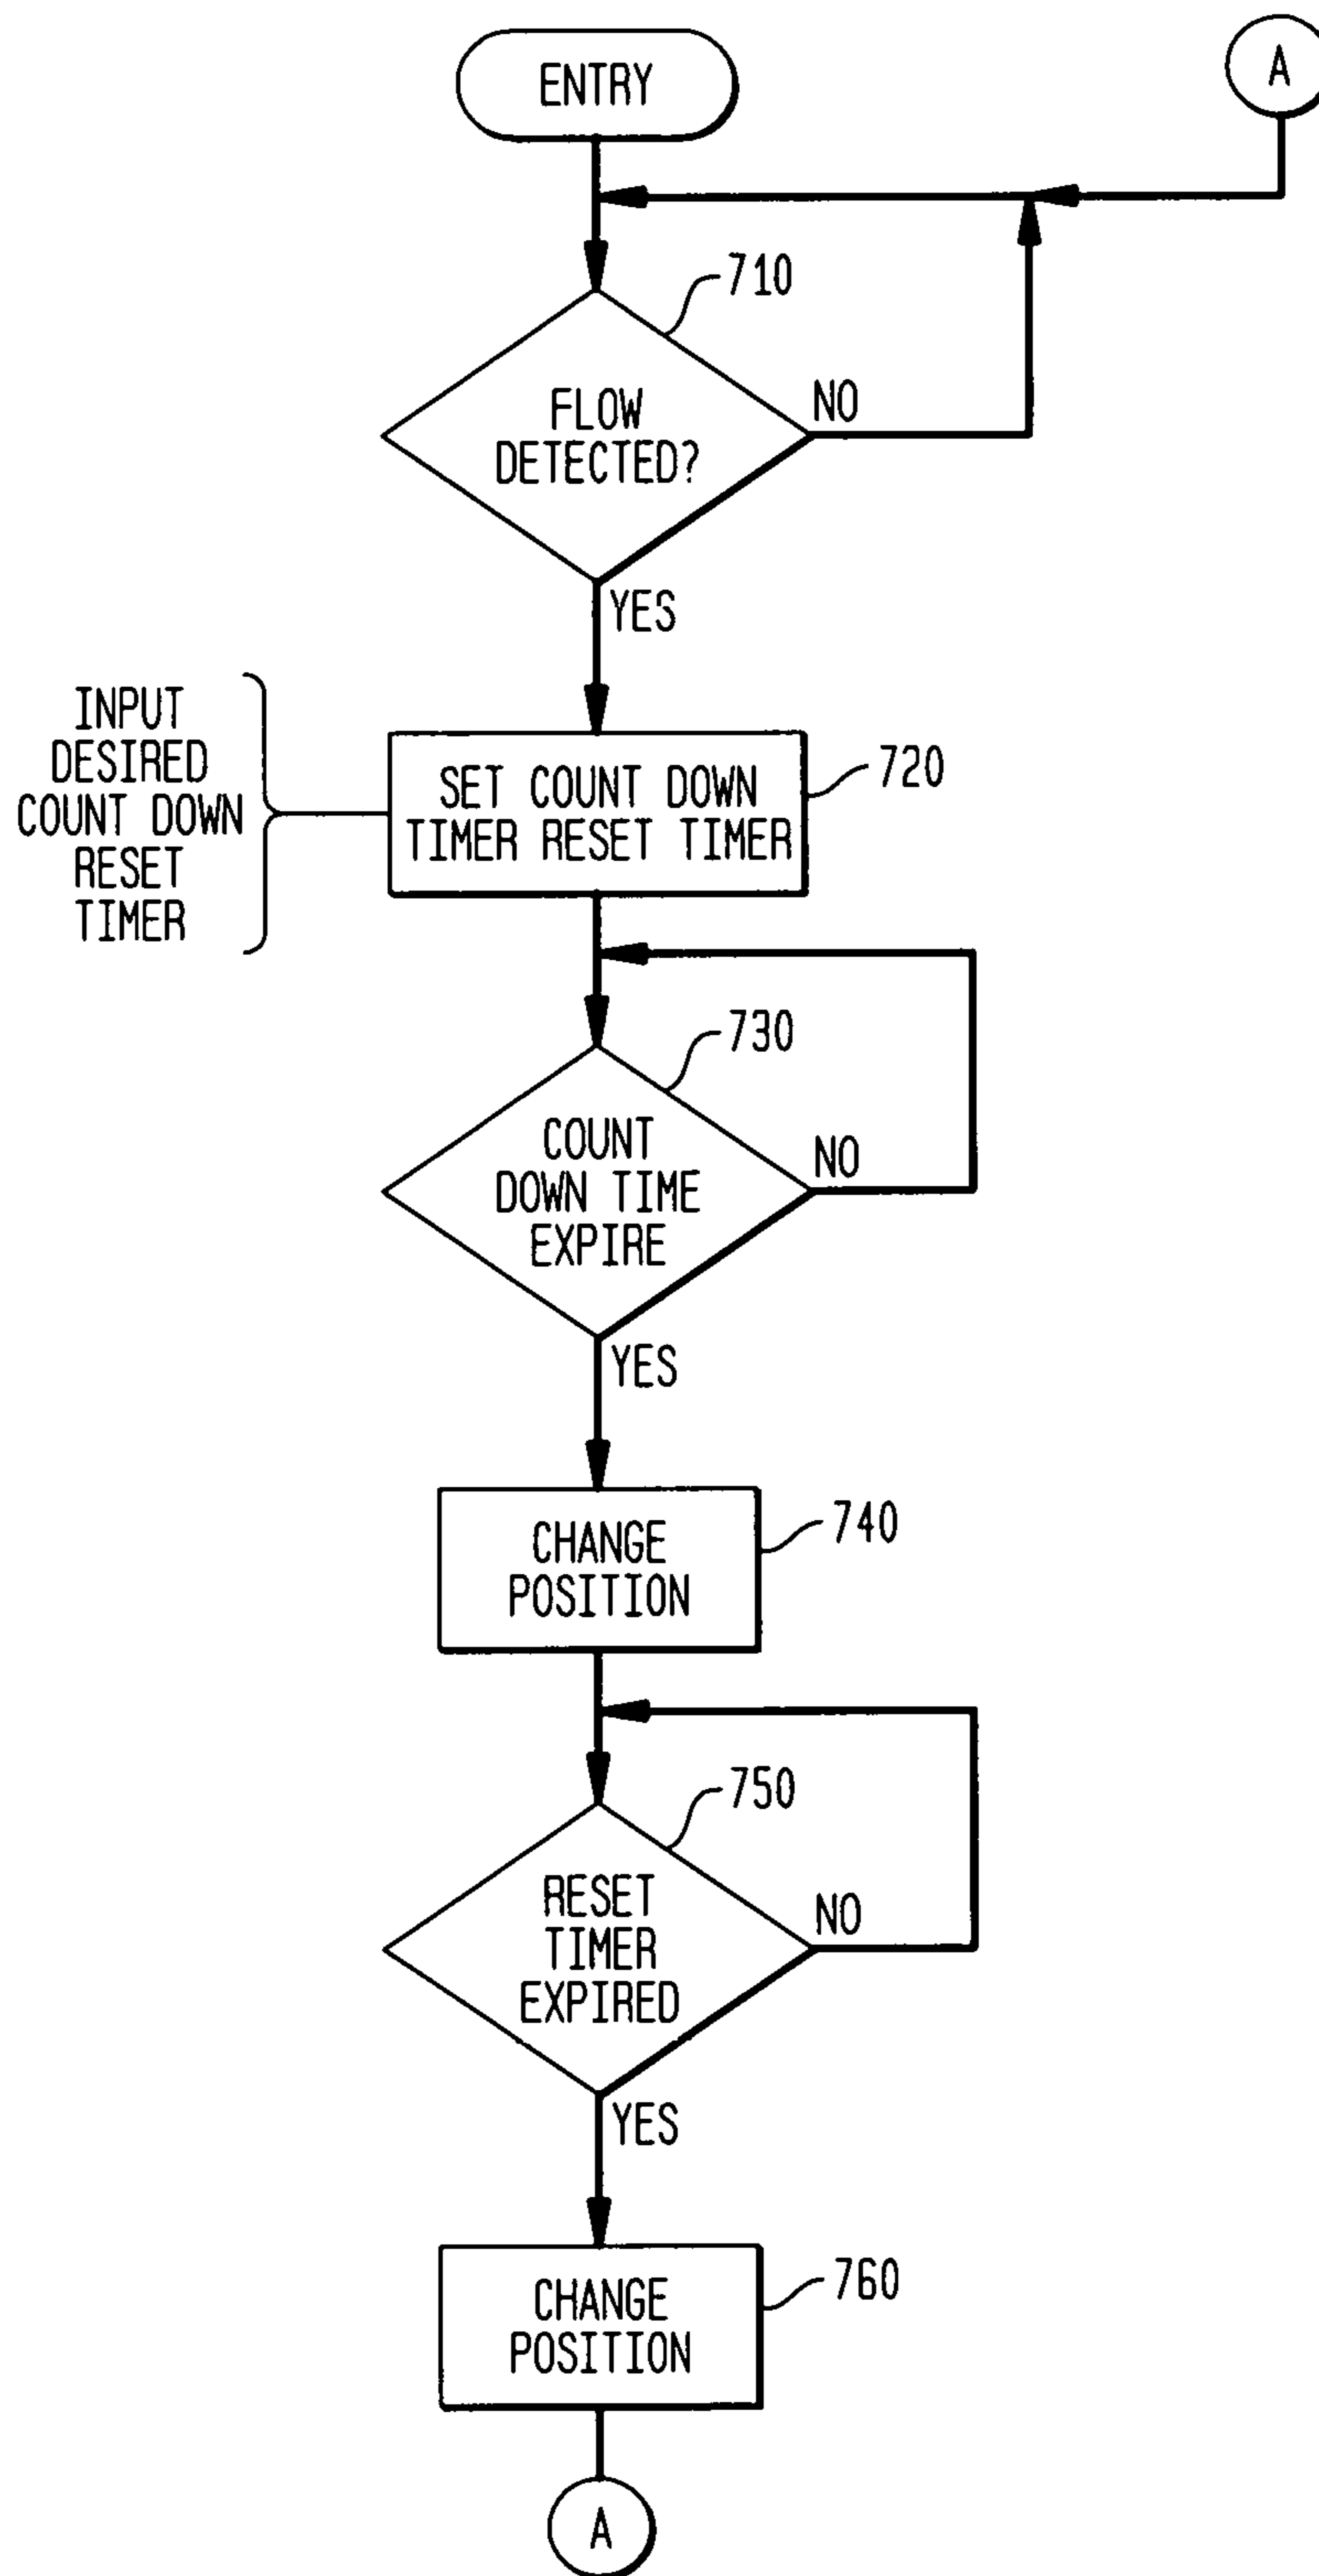 ENTRY
A
710
FLOW
DETECTED?
NO
YES
INPUT
DESIRED
COUNT DOWN
RESET
TIMER
SET COUNT DOWN
TIMER RESET TIMER
720
730
COUNT
DOWN TIME
EXPIRE
NO
YES
CHANGE
POSITION
740
750
RESET
TIMER
EXPIRED
NO
YES
CHANGE
POSITION
760
A